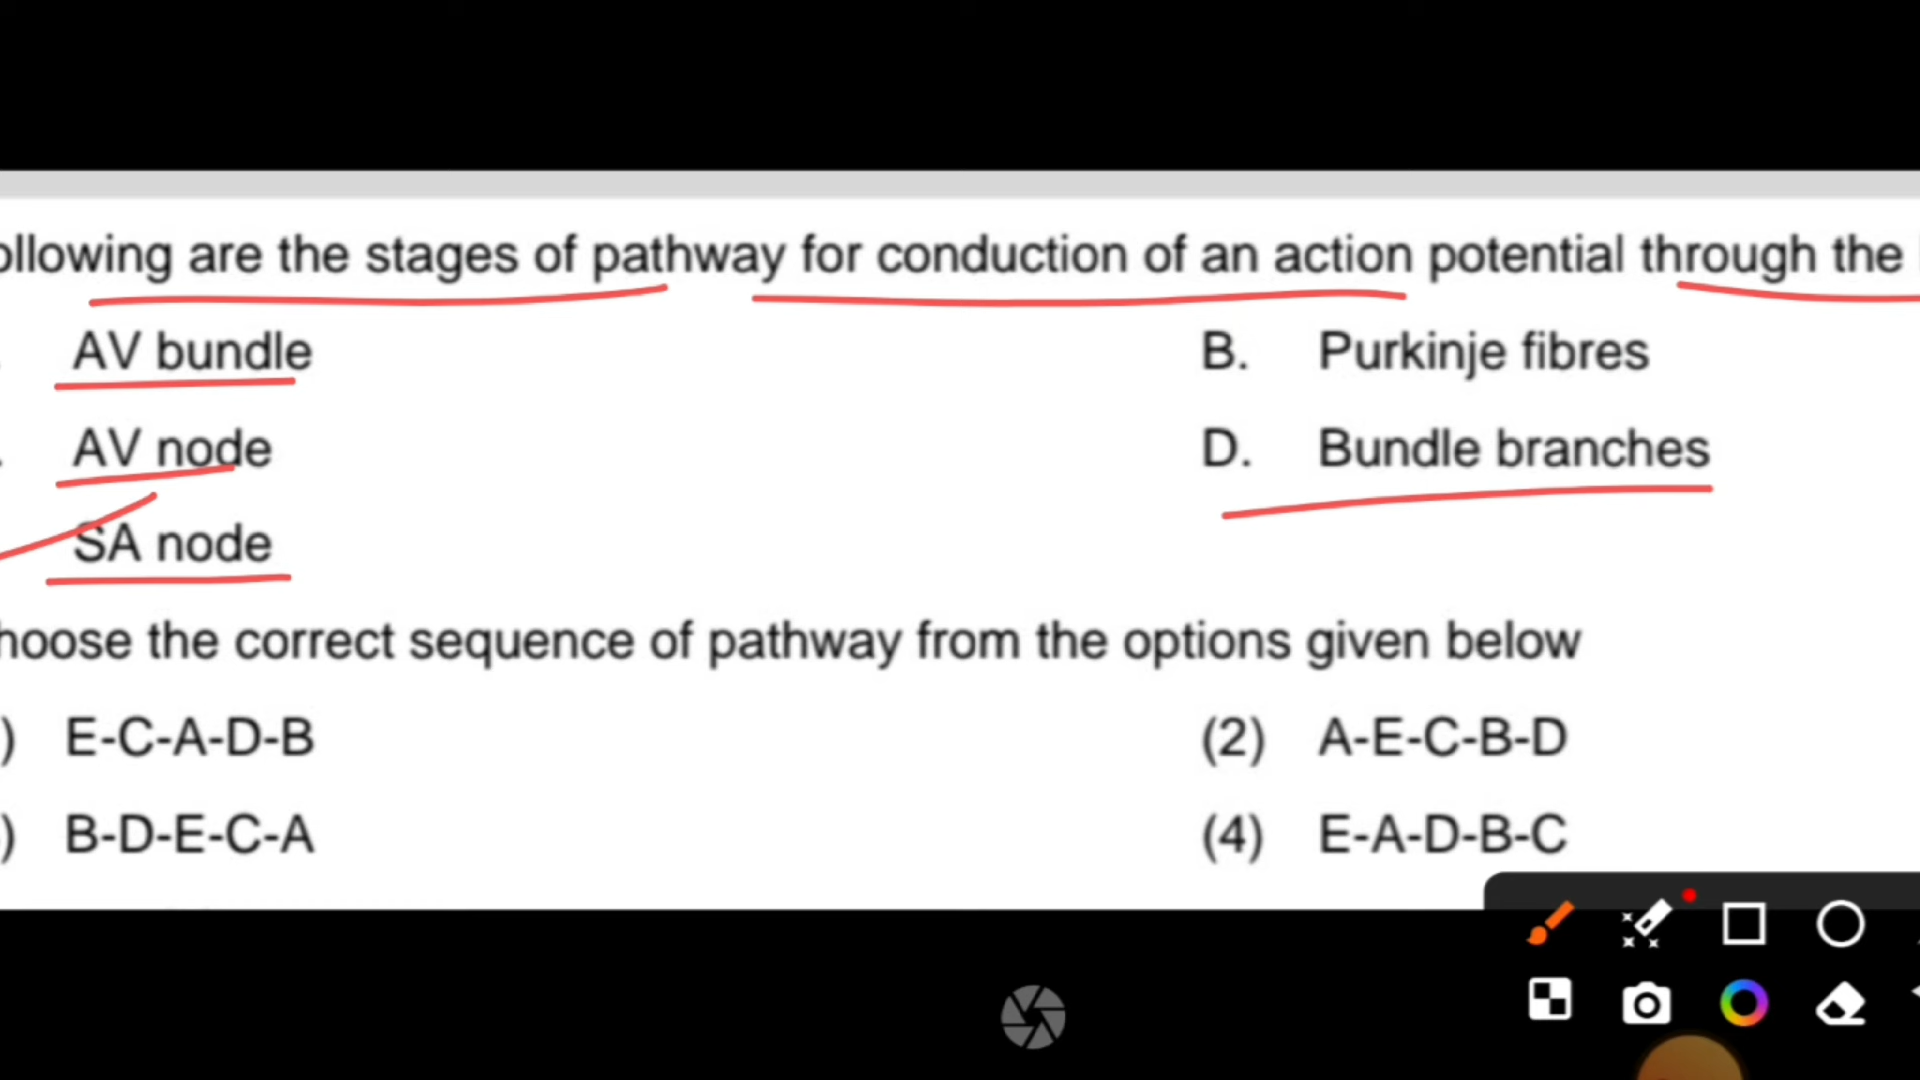 ollowing are the stages of pathway for conduction of an action potential through the
AV bundle B. Purkinje fibres
AV node D. Bundle branches
SA node
hoose the correct sequence of pathway from the options given below
) E-C-A-D-B (2) A-E-C-B-D
) B-D-E-C-A (4) E-A-D-B-C